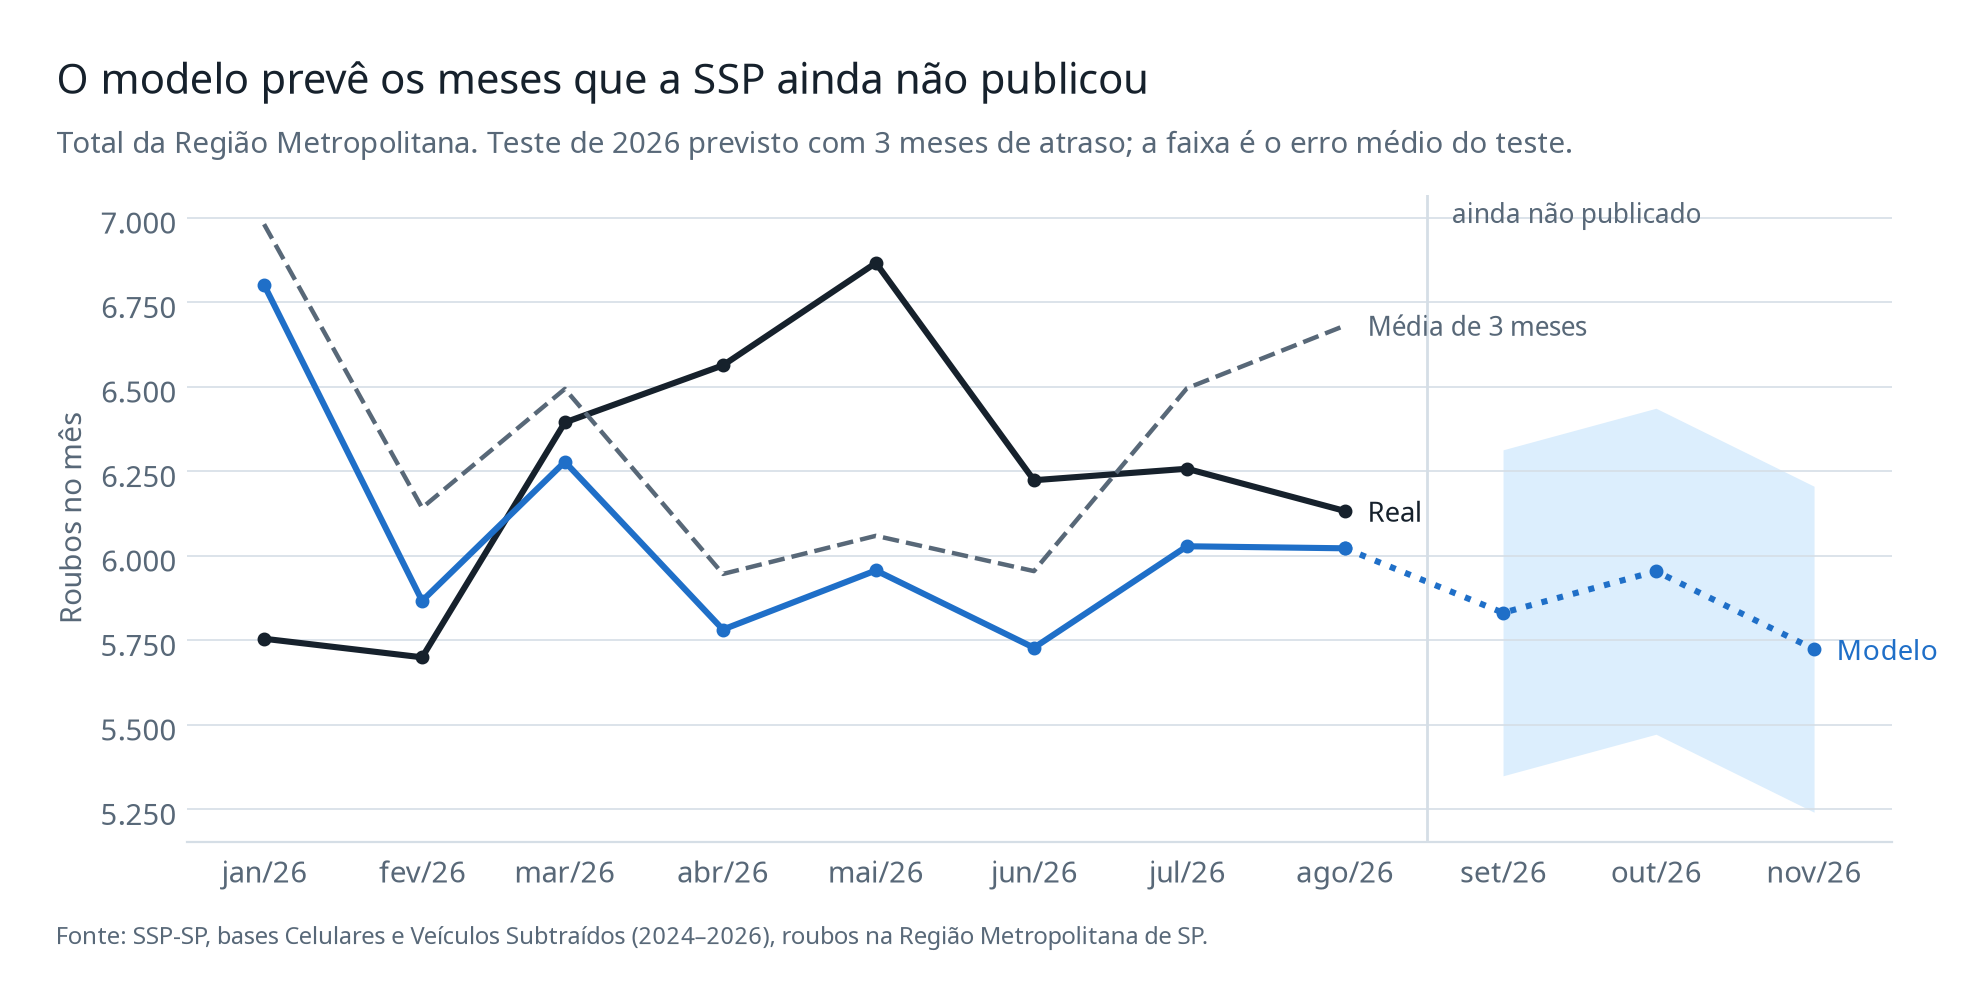 O modelo prevê os meses que a SSP ainda não publicou
Total da Região Metropolitana. Teste de 2026 previsto com 3 meses de atraso; a faixa é o erro médio do teste.
Roubos no mês
7.000
6.750
6.500
6.250
6.000
5.750
5.500
5.250
ainda não publicado
Média de 3 meses
Real
Modelo
jan/26
fev/26
mar/26
abr/26
mai/26
jun/26
jul/26
ago/26
set/26
out/26
nov/26
Fonte: SSP-SP, bases Celulares e Veículos Subtraídos (2024–2026), roubos na Região Metropolitana de SP.